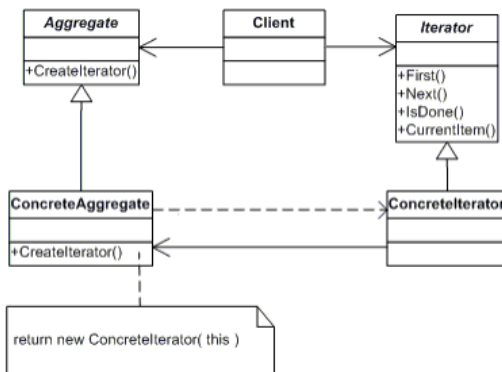 Aggregate
+CreateIterator()
Client
Iterator
+First()
+Next()
+IsDone()
+CurrentItem()
ConcreteAggregate
+CreateIterator()
ConcreteIterator
return new ConcreteIterator( this )